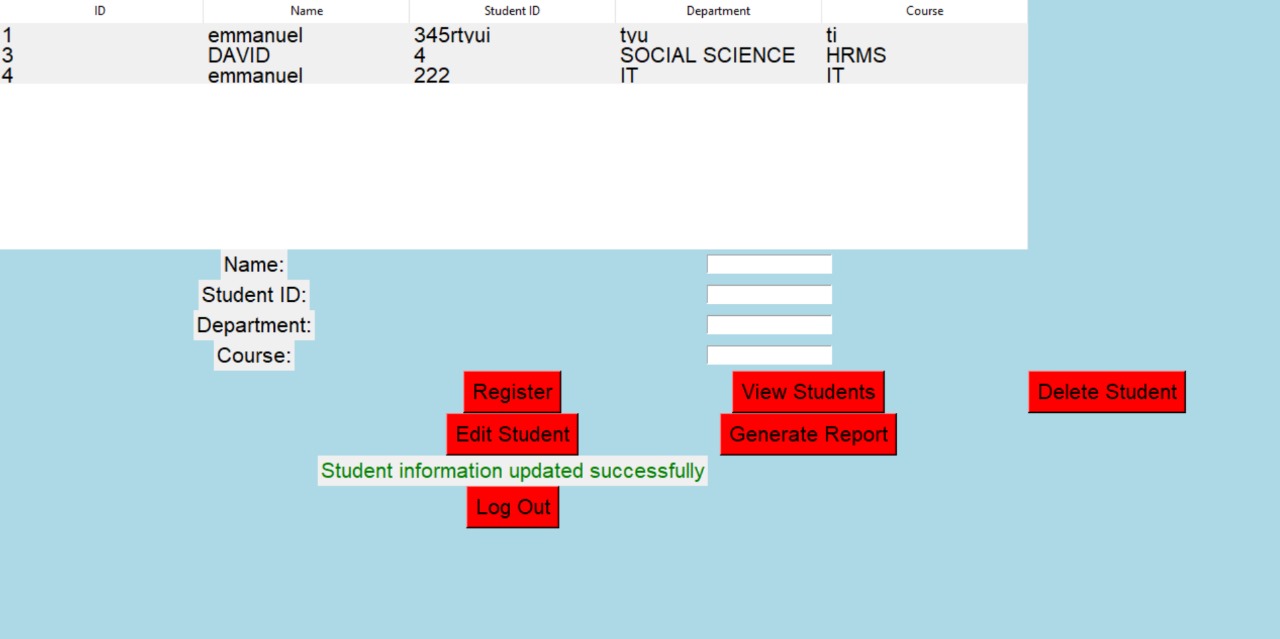 ID Name Student ID Department Course
1 emmanuel 345rtyui tyu ti
3 DAVID 4 SOCIAL SCIENCE HRMS
4 emmanuel 222 IT IT
Name:
Student ID:
Department:
Course:
Register View Students Delete Student
Edit Student Generate Report
Student information updated successfully
Log Out